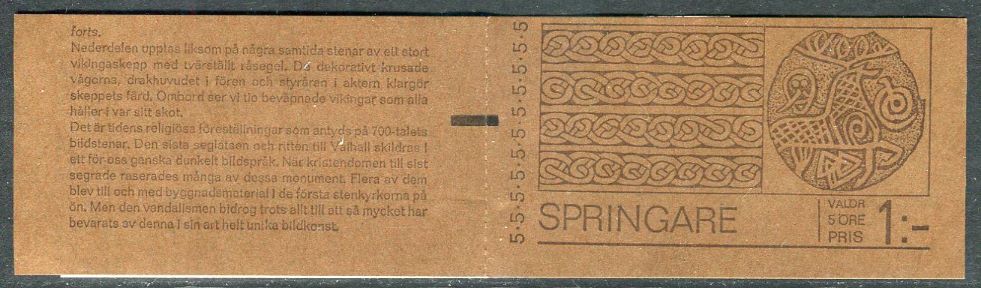 forts.
Nederdelen upptas liksom på några samtida stenar av ett stort
vikingaskepp med tvärställt råsegel. De dekorativt krusade
vågorna, drakhuvudet i fören och styråren i aktern klargör
skeppets färd. Ombord ser vi tio beväpnade vikingar som alla
håller i var sitt skot.
Det är tidens religiösa föreställningar som antyds på 700-talets
bildstenar. Den sista seglatsen och ritten till Valhall skildras i
ett för oss ganska dunkelt bildspråk. När kristendomen till sist
segrade raserades många av dessa monument. Flera av dem
blev till och med byggnadsmaterial i de första stenkyrkorna på
ön. Men den vandalismen bidrog trots allt till att så mycket har
bevarats av denna i sin art helt unika bildkonst.
5·5·5·5·5·5·5·5·5·5
SPRINGARE
VALÖR
5 ÖRE
PRIS
1:-